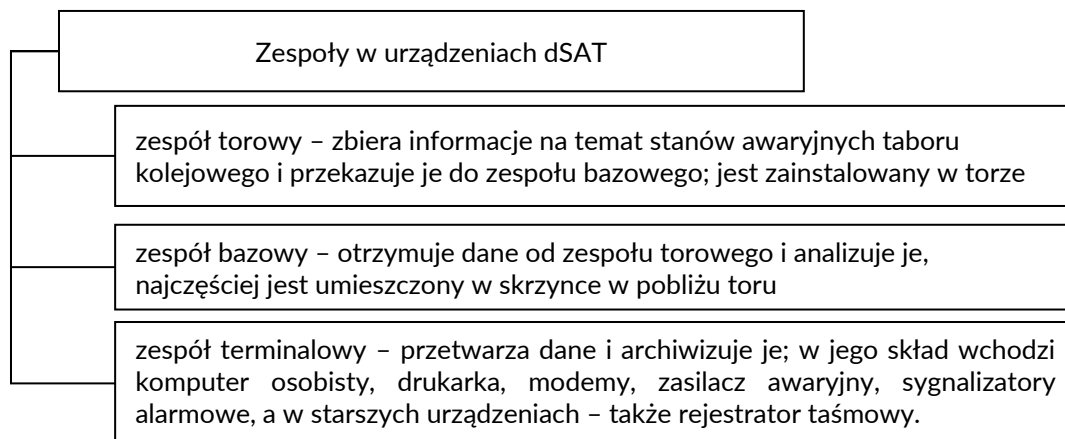 Zespoły w urządzeniach dSAT
zespół torowy – zbiera informacje na temat stanów awaryjnych taboru
kolejowego i przekazuje je do zespołu bazowego; jest zainstalowany w torze
zespół bazowy – otrzymuje dane od zespołu torowego i analizuje je,
najczęściej jest umieszczony w skrzynce w pobliżu toru
zespół terminalowy – przetwarza dane i archiwizuje je; w jego skład wchodzi
komputer osobisty, drukarka, modemy, zasilacz awaryjny, sygnalizatory
alarmowe, a w starszych urządzeniach – także rejestrator taśmowy.